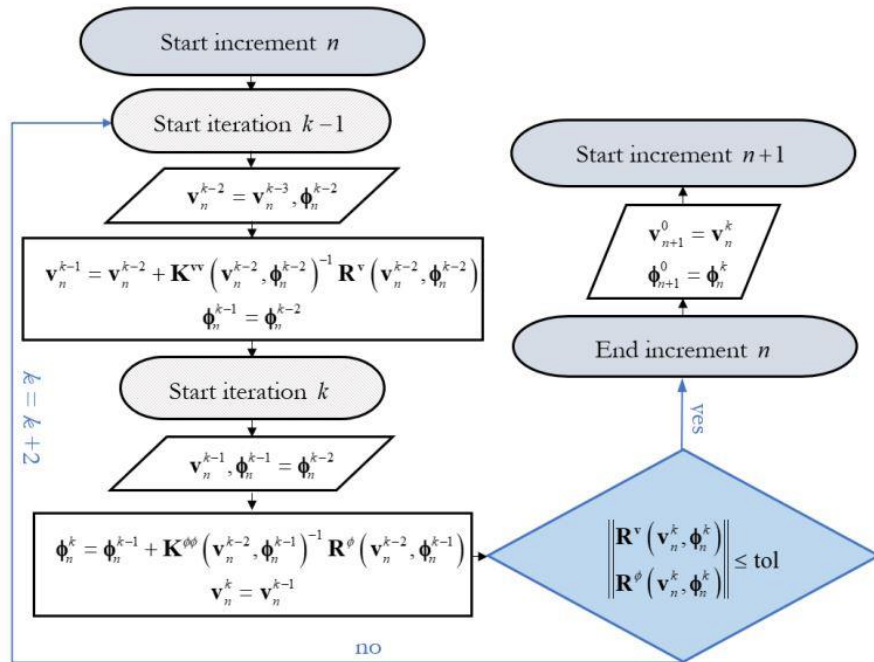 Start increment n
Start iteration k−1
v_n^{k−2} = v_n^{k−3}, ϕ_n^{k−2}
v_n^{k−1} = v_n^{k−2} + K^{vv} (v_n^{k−2}, ϕ_n^{k−2})^{−1} R^v (v_n^{k−2}, ϕ_n^{k−2})
ϕ_n^{k−1} = ϕ_n^{k−2}
Start iteration k
v_n^{k−1}, ϕ_n^{k−1} = ϕ_n^{k−2}
ϕ_n^k = ϕ_n^{k−1} + K^{ϕϕ} (v_n^{k−2}, ϕ_n^{k−1})^{−1} R^ϕ (v_n^{k−2}, ϕ_n^{k−1})
v_n^k = v_n^{k−1}
k = k + 2
‖R^v (v_n^k, ϕ_n^k)
R^ϕ (v_n^k, ϕ_n^k)‖ ≤ tol
no
yes
End increment n
v_{n+1}^0 = v_n^k
ϕ_{n+1}^0 = ϕ_n^k
Start increment n+1